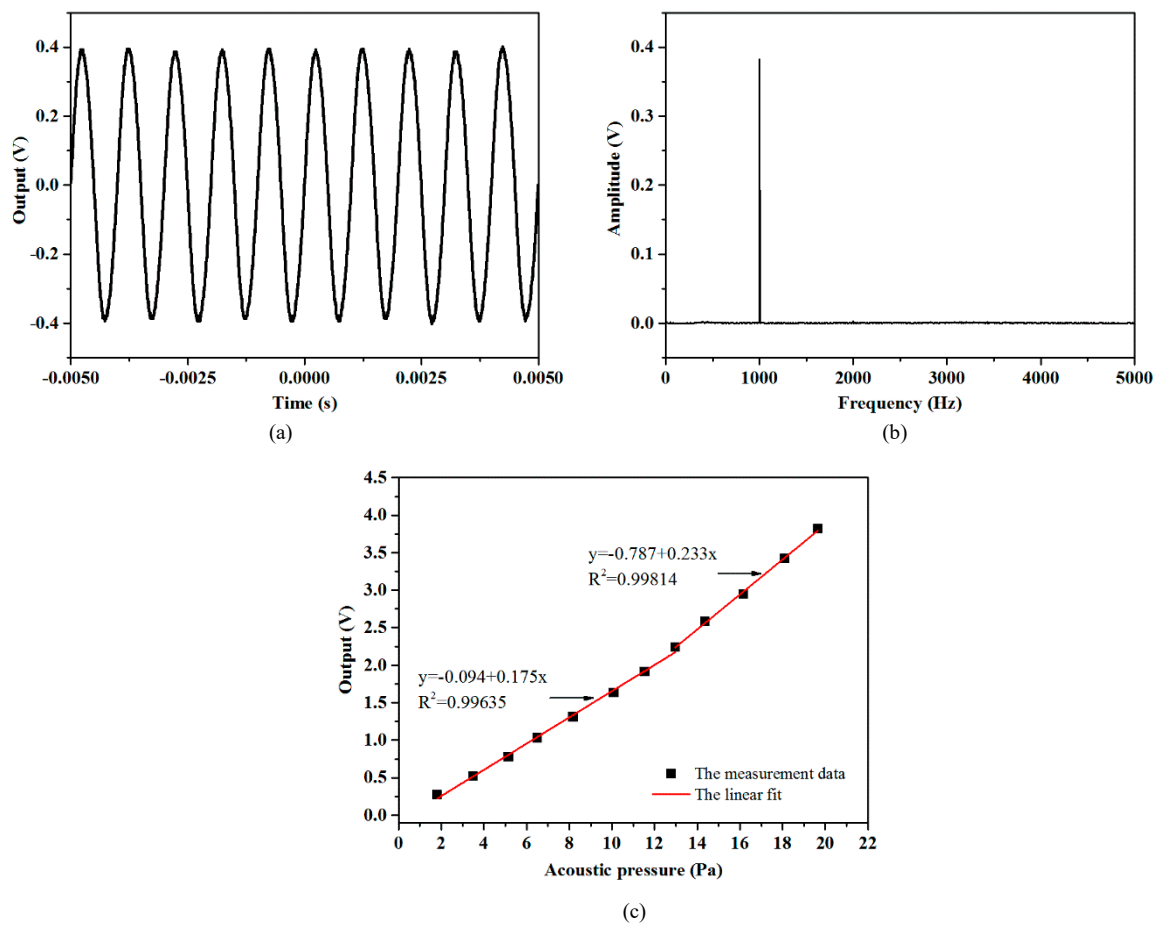 0.4
0.2
0.0
-0.2
-0.4
Output (V)
-0.0050 -0.0025 0.0000 0.0025 0.0050
Time (s)
(a)
0.4
0.3
0.2
0.1
0.0
Amplitude (V)
0 1000 2000 3000 4000 5000
Frequency (Hz)
(b)
4.5
4.0
3.5
3.0
2.5
2.0
1.5
1.0
0.5
0.0
Output (V)
y=-0.787+0.233x
R²=0.99814
y=-0.094+0.175x
R²=0.99635
The measurement data
The linear fit
0 2 4 6 8 10 12 14 16 18 20 22
Acoustic pressure (Pa)
(c)